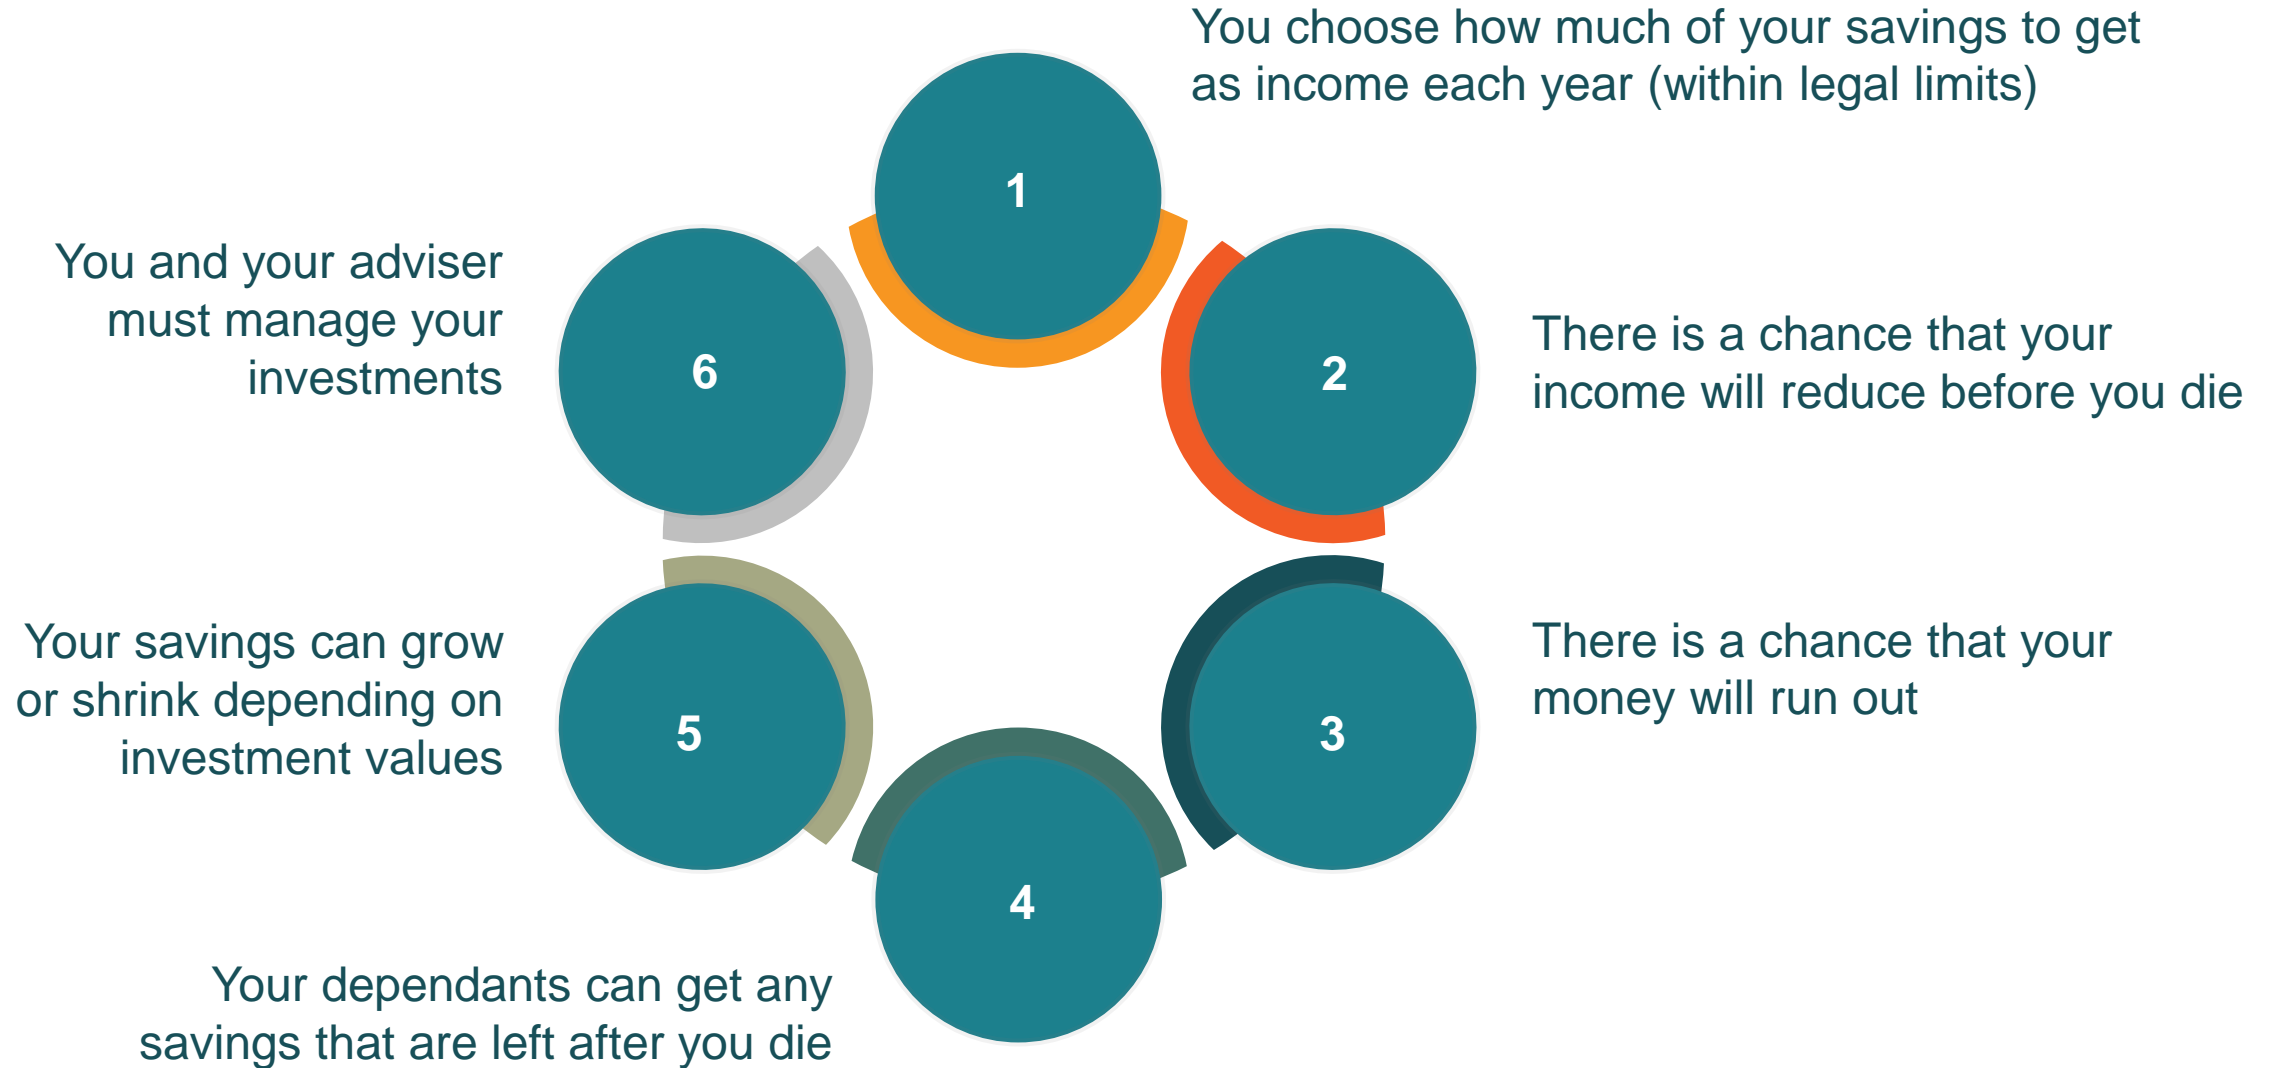 1
You choose how much of your savings to get
as income each year (within legal limits)
2
There is a chance that your
income will reduce before you die
3
There is a chance that your
money will run out
4
Your dependants can get any
savings that are left after you die
5
Your savings can grow
or shrink depending on
investment values
6
You and your adviser
must manage your
investments